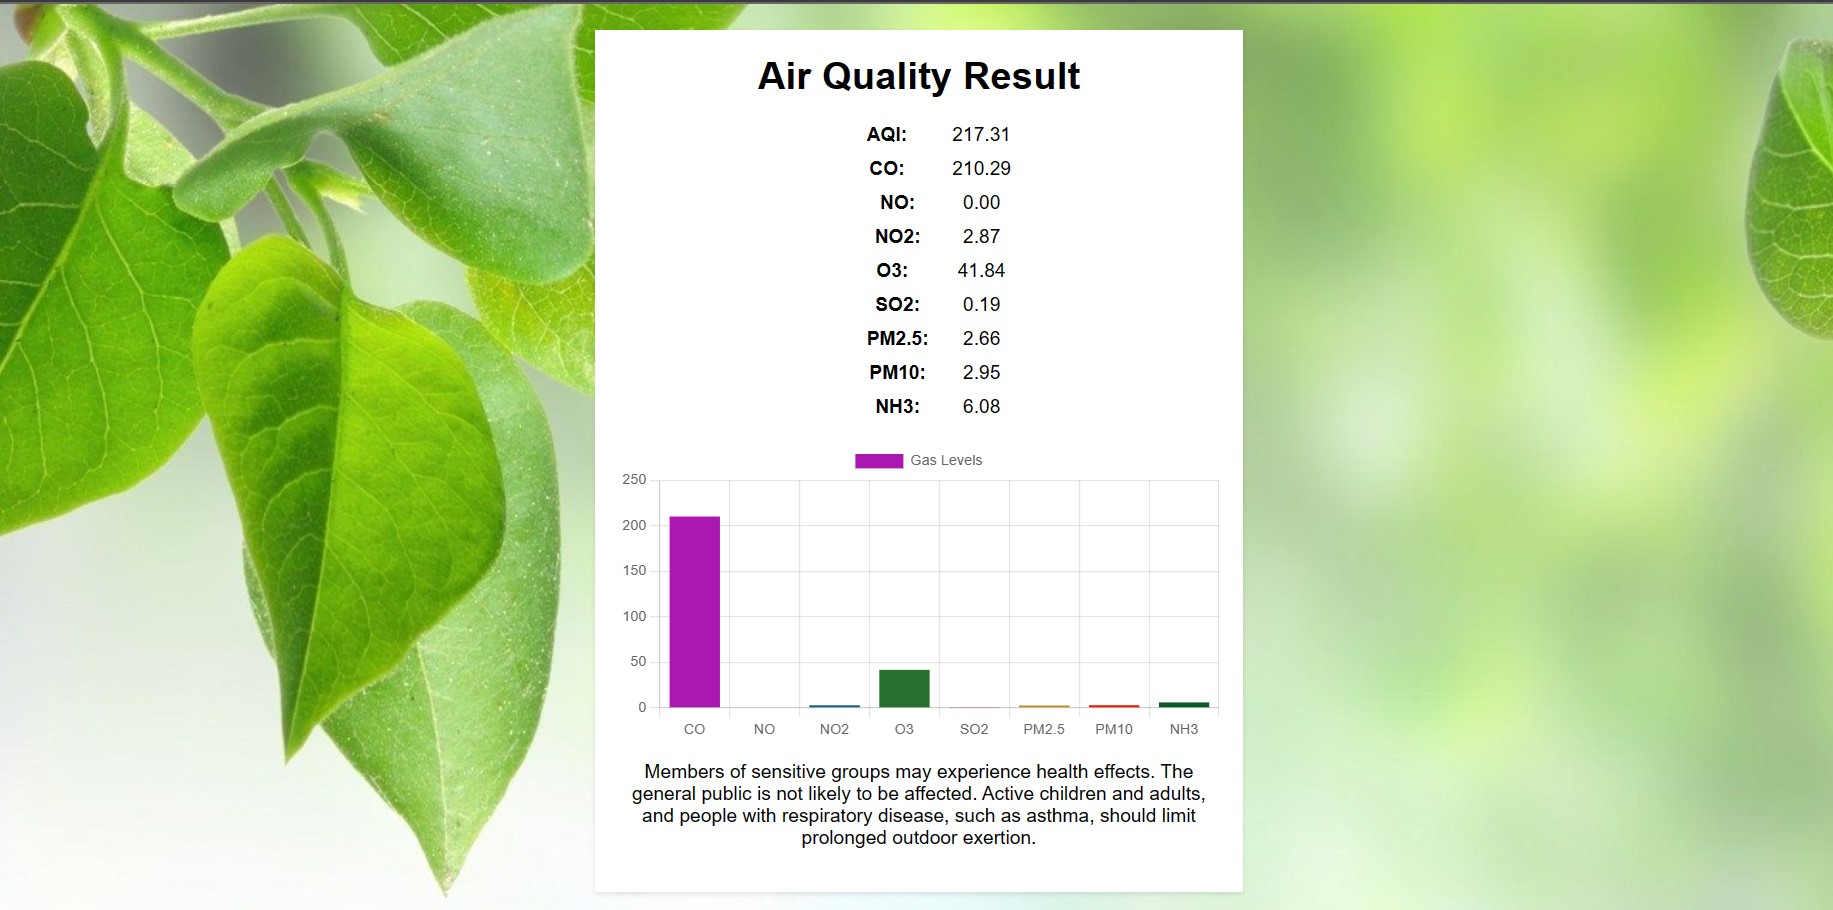 Air Quality Result
AQI: 217.31
CO: 210.29
NO: 0.00
NO2: 2.87
O3: 41.84
SO2: 0.19
PM2.5: 2.66
PM10: 2.95
NH3: 6.08
Gas Levels
250
200
150
100
50
0
CO NO NO2 O3 SO2 PM2.5 PM10 NH3
Members of sensitive groups may experience health effects. The
general public is not likely to be affected. Active children and adults,
and people with respiratory disease, such as asthma, should limit
prolonged outdoor exertion.